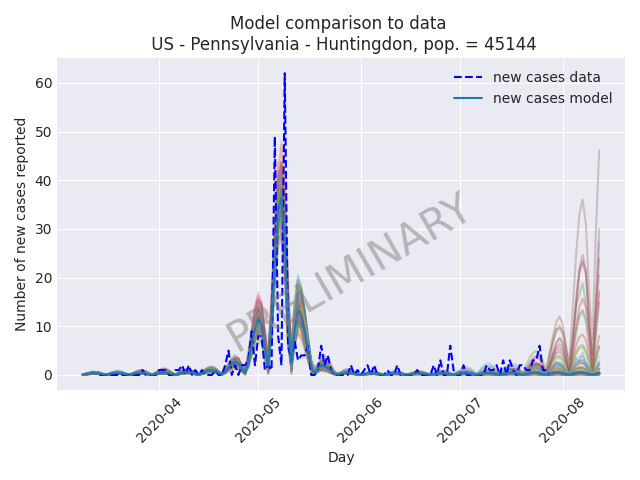 Model comparison to data
US - Pennsylvania - Huntingdon, pop. = 45144
Number of new cases reported
60
50
40
30
20
10
0
new cases data
new cases model
PRELIMINARY
2020-04
2020-05
2020-06
2020-07
2020-08
Day